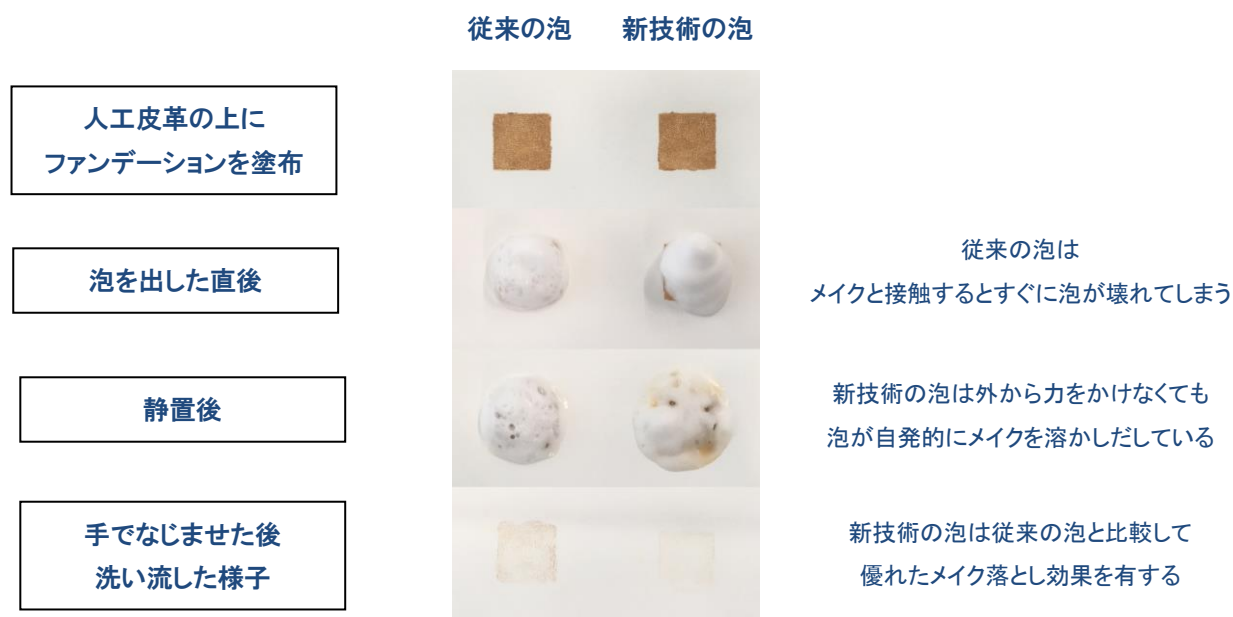 従来の泡 新技術の泡
人工皮革の上に
ファンデーションを塗布
泡を出した直後
従来の泡は
メイクと接触するとすぐに泡が壊れてしまう
静置後
新技術の泡は外から力をかけなくても
泡が自発的にメイクを溶かしだしている
手でなじませた後
洗い流した様子
新技術の泡は従来の泡と比較して
優れたメイク落とし効果を有する